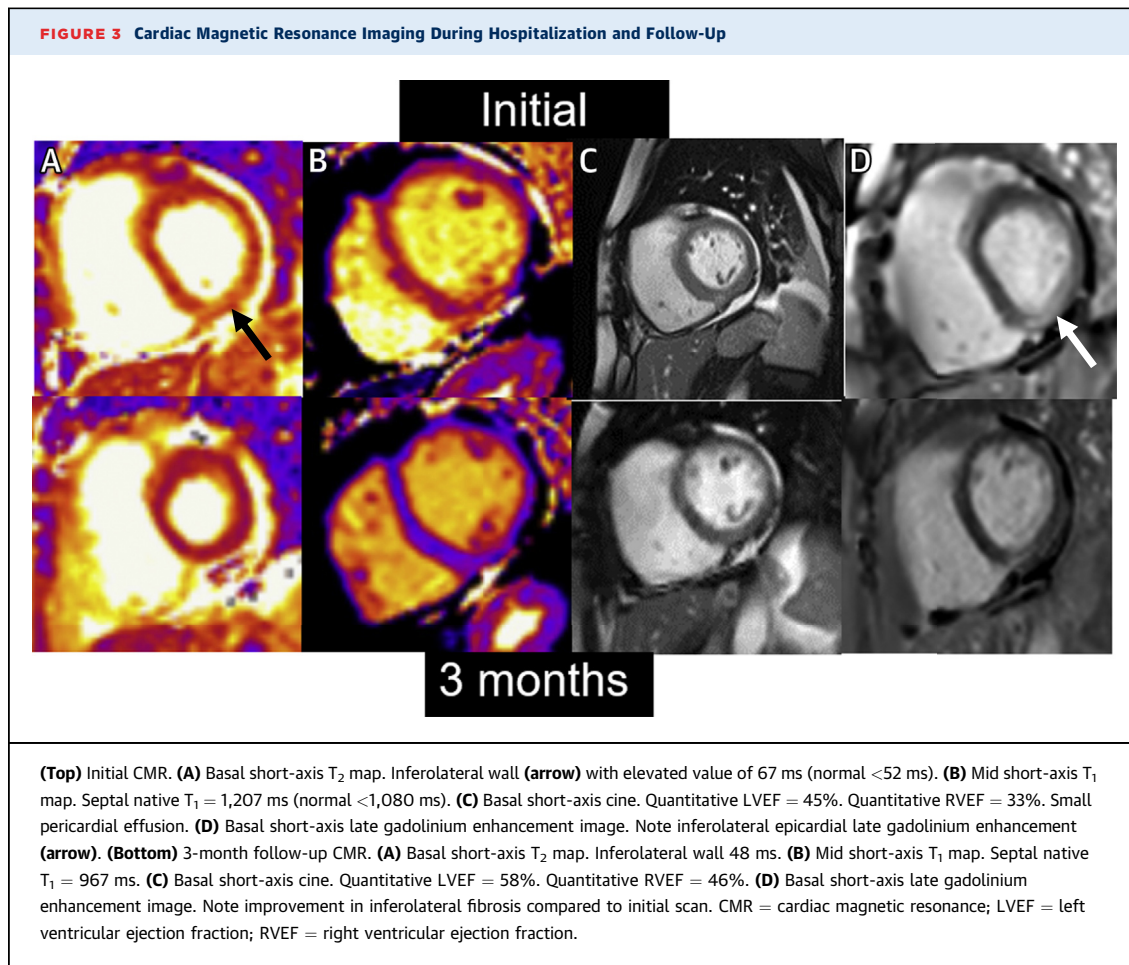 FIGURE 3 Cardiac Magnetic Resonance Imaging During Hospitalization and Follow-Up
Initial
A B C D
3 months
(Top) Initial CMR. (A) Basal short-axis T₂ map. Inferolateral wall (arrow) with elevated value of 67 ms (normal <52 ms). (B) Mid short-axis T₁
map. Septal native T₁ = 1,207 ms (normal <1,080 ms). (C) Basal short-axis cine. Quantitative LVEF = 45%. Quantitative RVEF = 33%. Small
pericardial effusion. (D) Basal short-axis late gadolinium enhancement image. Note inferolateral epicardial late gadolinium enhancement
(arrow). (Bottom) 3-month follow-up CMR. (A) Basal short-axis T₂ map. Inferolateral wall 48 ms. (B) Mid short-axis T₁ map. Septal native
T₁ = 967 ms. (C) Basal short-axis cine. Quantitative LVEF = 58%. Quantitative RVEF = 46%. (D) Basal short-axis late gadolinium
enhancement image. Note improvement in inferolateral fibrosis compared to initial scan. CMR = cardiac magnetic resonance; LVEF = left
ventricular ejection fraction; RVEF = right ventricular ejection fraction.